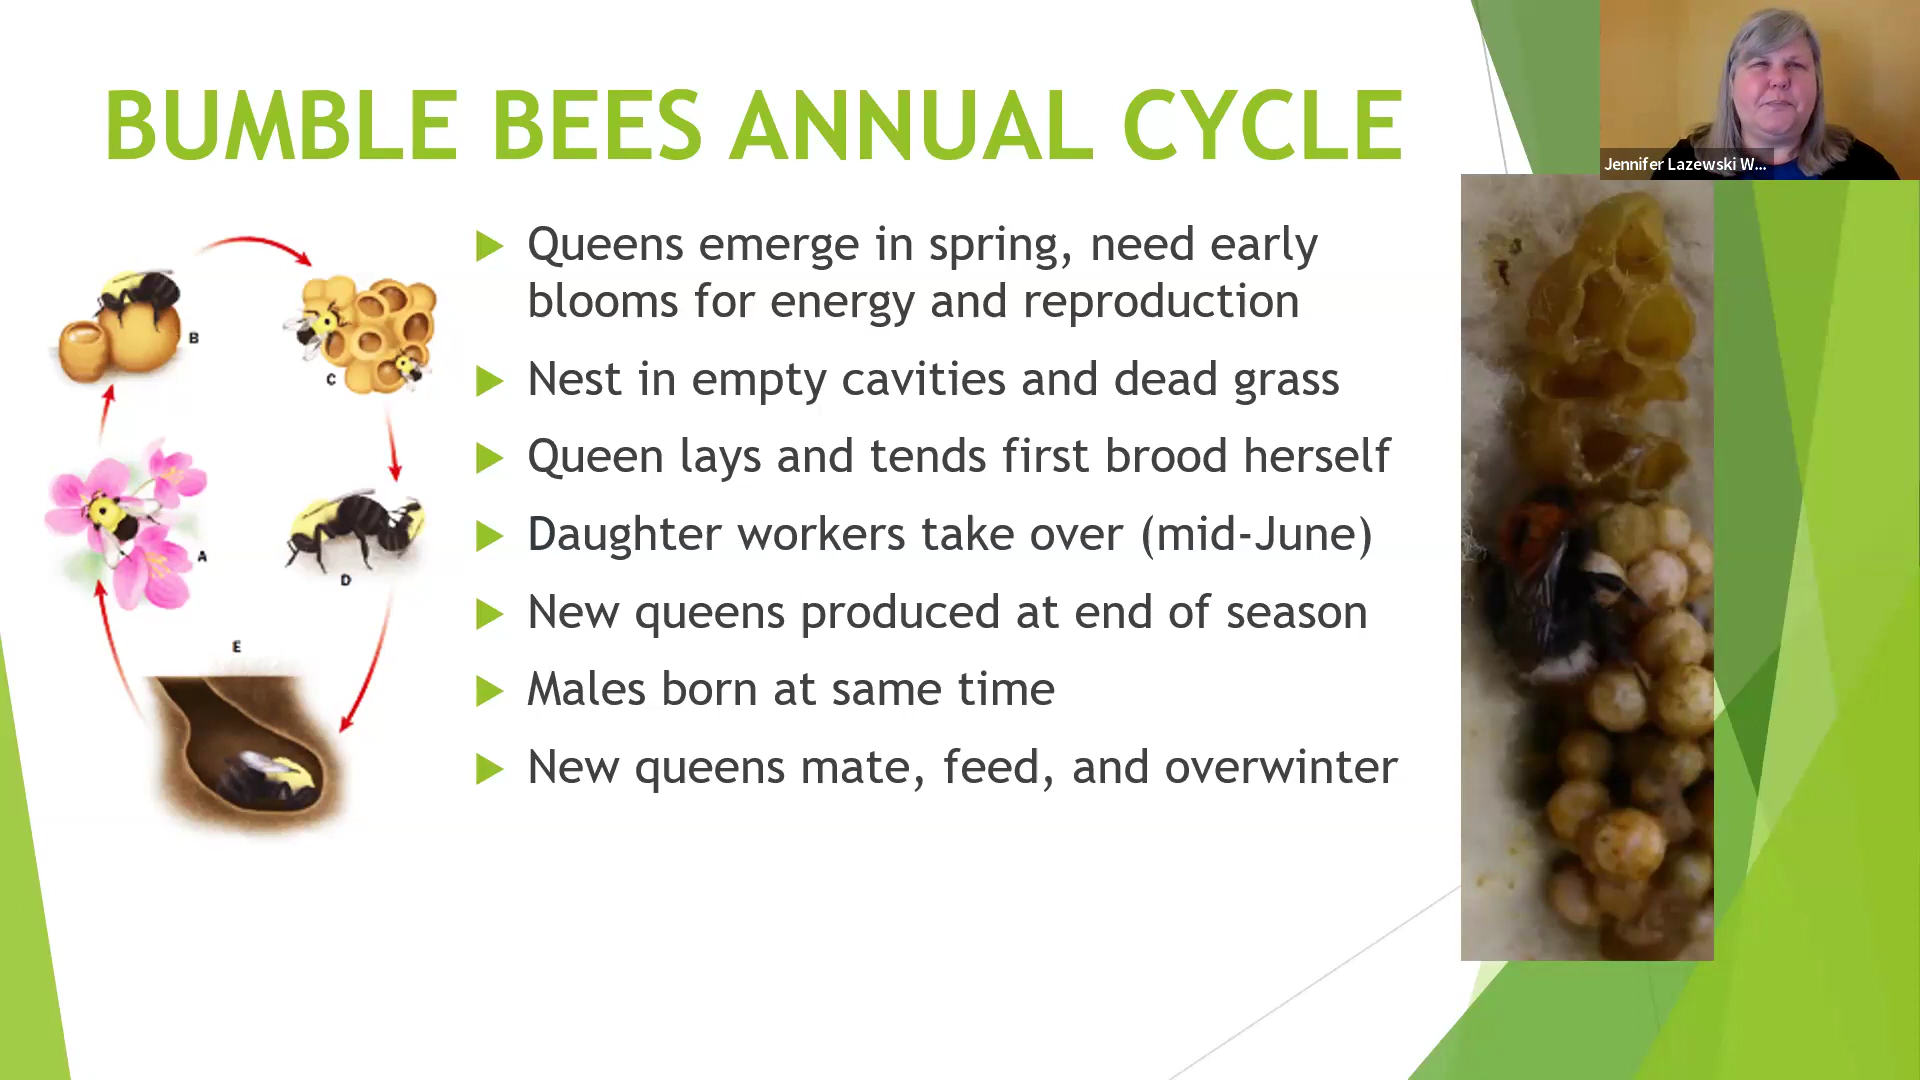 BUMBLE BEES ANNUAL CYCLE
Jennifer Lazewski W...
Queens emerge in spring, need early
blooms for energy and reproduction
Nest in empty cavities and dead grass
Queen lays and tends first brood herself
Daughter workers take over (mid-June)
New queens produced at end of season
Males born at same time
New queens mate, feed, and overwinter
B
C
A
D
E